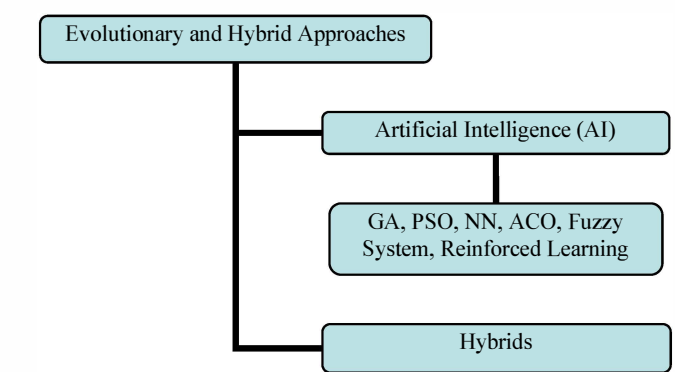 Evolutionary and Hybrid Approaches
Artificial Intelligence (AI)
GA, PSO, NN, ACO, Fuzzy
System, Reinforced Learning
Hybrids